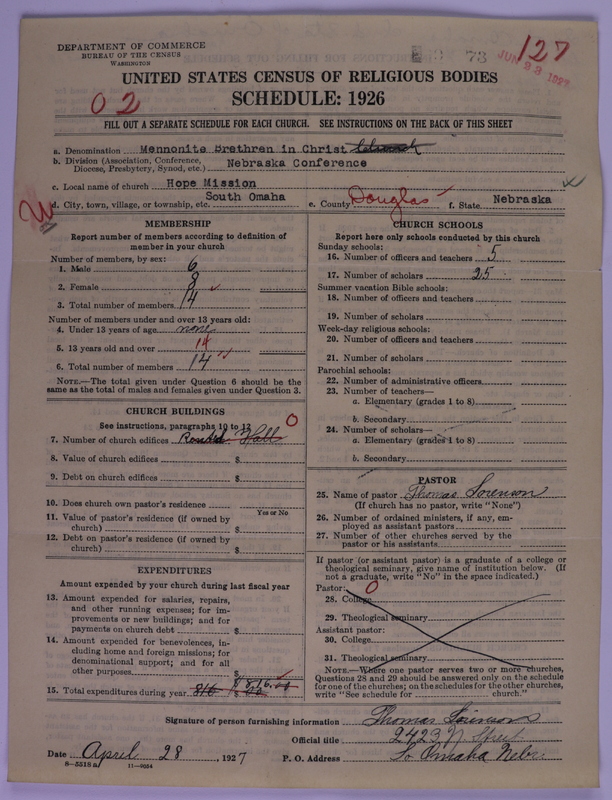 DEPARTMENT OF COMMERCE
BUREAU OF THE CENSUS
WASHINGTON
73
127
JUN 23 1927
UNITED STATES CENSUS OF RELIGIOUS BODIES
SCHEDULE: 1926
02
FILL OUT A SEPARATE SCHEDULE FOR EACH CHURCH. SEE INSTRUCTIONS ON THE BACK OF THIS SHEET
a. Denomination Mennonite Brethren in Christ
b. Division (Association, Conference, Diocese, Presbytery, Synod, etc.) Nebraska Conference
c. Local name of church Hope Mission
d. City, town, village, or township, etc. South Omaha e. County Douglas f. State Nebraska
MEMBERSHIP
Report number of members according to definition of
member in your church
Number of members, by sex:
1. Male 6
2. Female 8
3. Total number of members 14
Number of members under and over 13 years old:
4. Under 13 years of age none
5. 13 years old and over 14
6. Total number of members 14
NOTE.—The total given under Question 6 should be the
same as the total of males and females given under Question 3.
CHURCH BUILDINGS
See instructions, paragraphs 10 to 12
7. Number of church edifices Hall 0
8. Value of church edifices $
9. Debt on church edifices $
10. Does church own pastor's residence
Yes or No
11. Value of pastor's residence (if owned by
church) $
12. Debt on pastor's residence (if owned by
church) $
EXPENDITURES
Amount expended by your church during last fiscal year
13. Amount expended for salaries, repairs,
and other running expenses; for im-
provements or new buildings; and for
payments on church debt $
14. Amount expended for benevolences, in-
cluding home and foreign missions; for
denominational support; and for all
other purposes $
15. Total expenditures during year 816 $
CHURCH SCHOOLS
Report here only schools conducted by this church
Sunday schools:
16. Number of officers and teachers 5
17. Number of scholars 25
Summer vacation Bible schools:
18. Number of officers and teachers
19. Number of scholars
Week-day religious schools:
20. Number of officers and teachers
21. Number of scholars
Parochial schools:
22. Number of administrative officers
23. Number of teachers—
a. Elementary (grades 1 to 8)
b. Secondary
24. Number of scholars—
a. Elementary (grades 1 to 8)
b. Secondary
PASTOR
25. Name of pastor Thomas Sorenson
(If church has no pastor, write "None")
26. Number of ordained ministers, if any, em-
ployed as assistant pastors
27. Number of other churches served by the
pastor or his assistants
If pastor (or assistant pastor) is a graduate of a college or
theological seminary, give name of institution below. (If
not a graduate, write "No" in the space indicated.)
Pastor: 0
28. College
29. Theological seminary
Assistant pastor:
30. College
31. Theological seminary
NOTE.—Where one pastor serves two or more churches,
Questions 28 and 29 should be answered only on the schedule
for one of the churches; on the schedules for the other churches,
write "See schedule for church."
Signature of person furnishing information Thomas Sorenson
Official title 2423 N Street
Date April 28, 1927 P. O. Address So Omaha Nebr.
8-5518a 11-9034